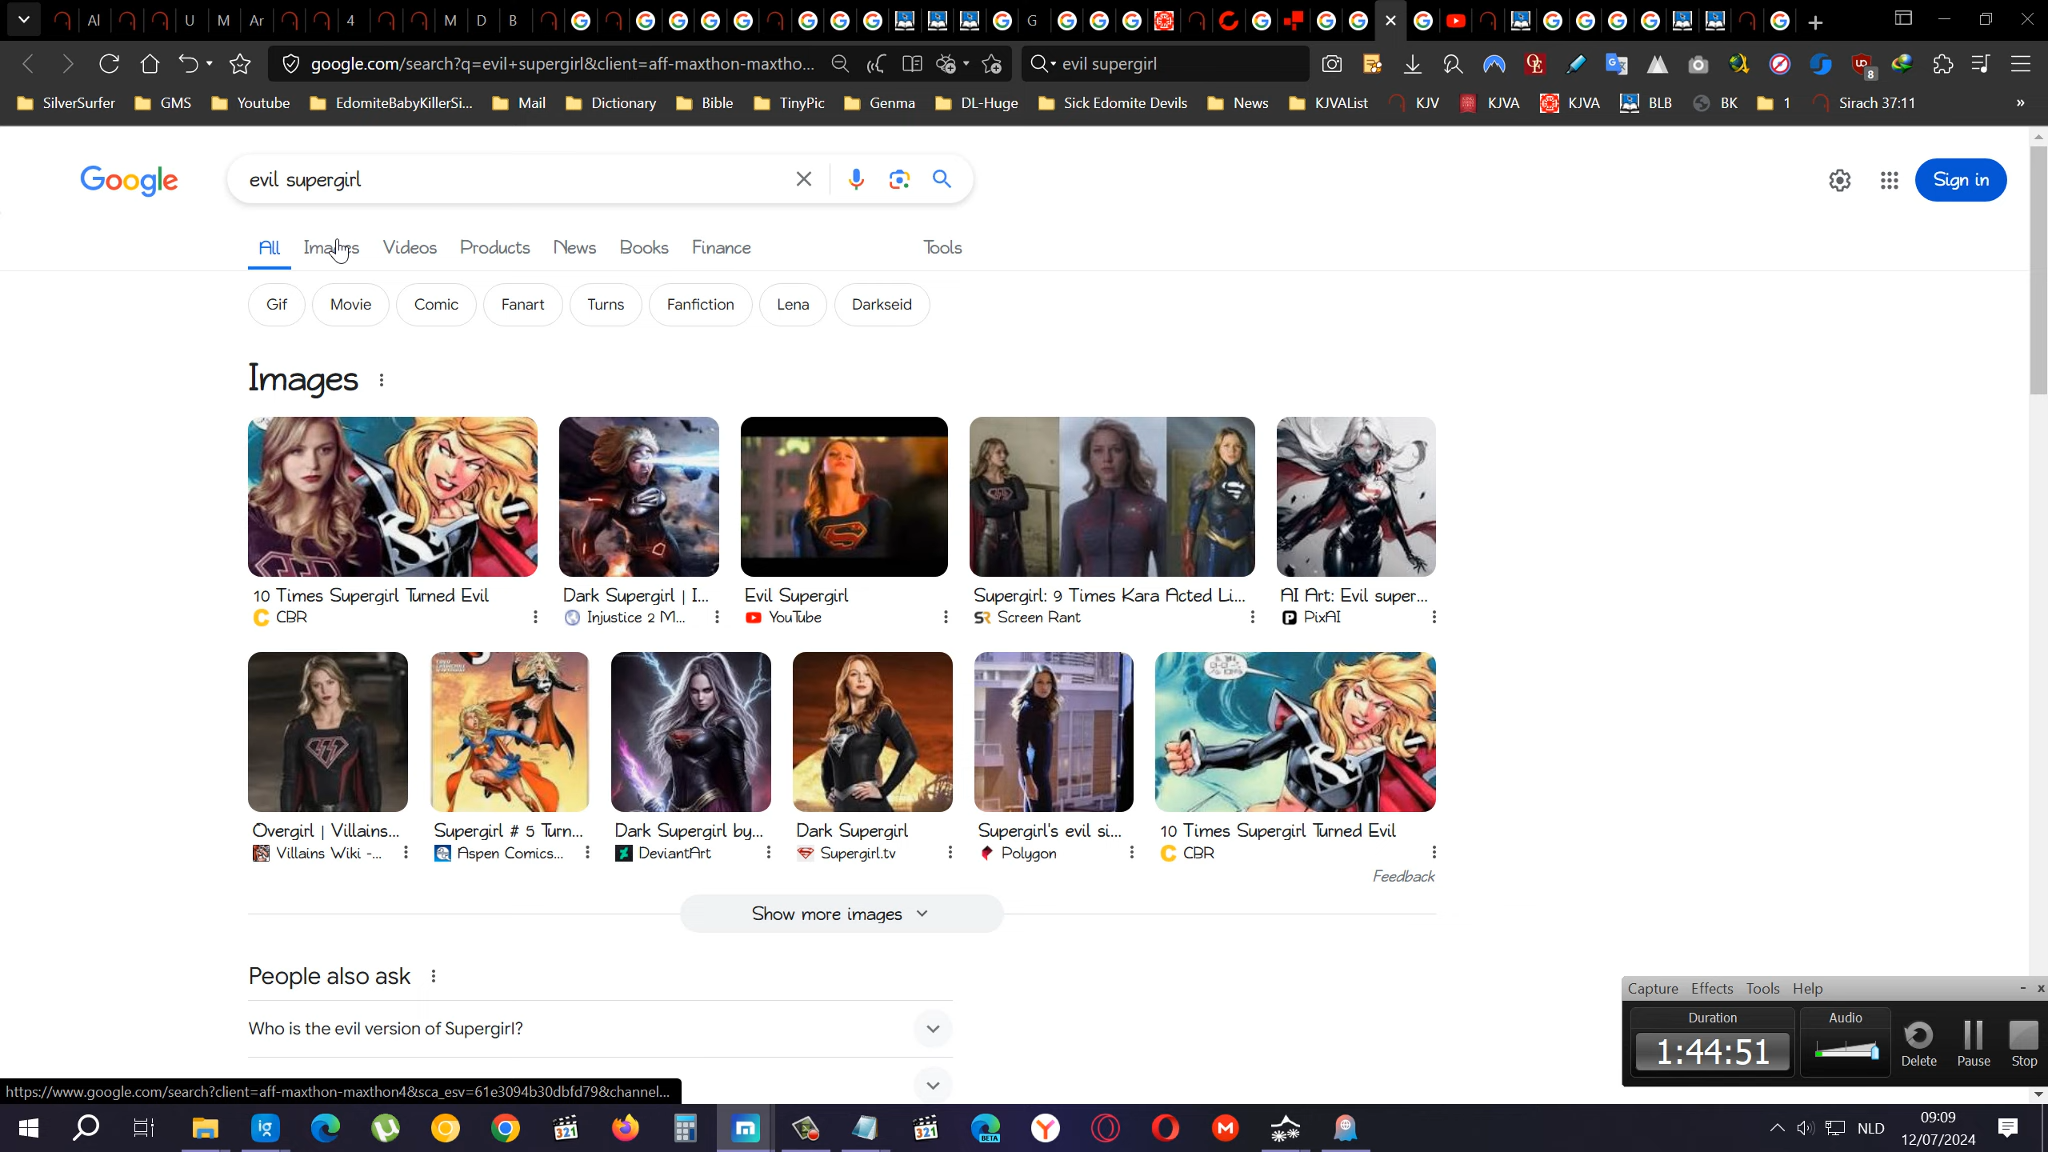 Al U M Ar 4 M D B G
google.com/search?q=evil+supergirl&client=aff-maxthon-maxtho...
evil supergirl
8
SilverSurfer GMS Youtube EdomiteBabyKillerSi... Mail Dictionary Bible TinyPic Genma DL-Huge Sick Edomite Devils News KJVAList KJV KJVA KJVA BLB BK 1 Sirach 37:11 »
Google
evil supergirl
Sign in
All Images Videos Products News Books Finance Tools
Gif Movie Comic Fanart Turns Fanfiction Lena Darkseid
Images
10 Times Supergirl Turned Evil
CBR
Dark Supergirl | I...
Injustice 2 M...
Evil Supergirl
YouTube
Supergirl: 9 Times Kara Acted Li...
Screen Rant
AI Art: Evil super...
PixAI
Overgirl | Villains...
Villains Wiki -...
Supergirl # 5 Turn...
Aspen Comics...
Dark Supergirl by...
DeviantArt
Dark Supergirl
Supergirl.tv
Supergirl's evil si...
Polygon
10 Times Supergirl Turned Evil
CBR
Feedback
Show more images
People also ask
Who is the evil version of Supergirl?
Capture Effects Tools Help - x
Duration
1:44:51
Audio
Delete Pause Stop
https://www.google.com/search?client=aff-maxthon-maxthon4&sca_esv=61e3094b30dbfd79&channel...
NLD
09:09
12/07/2024